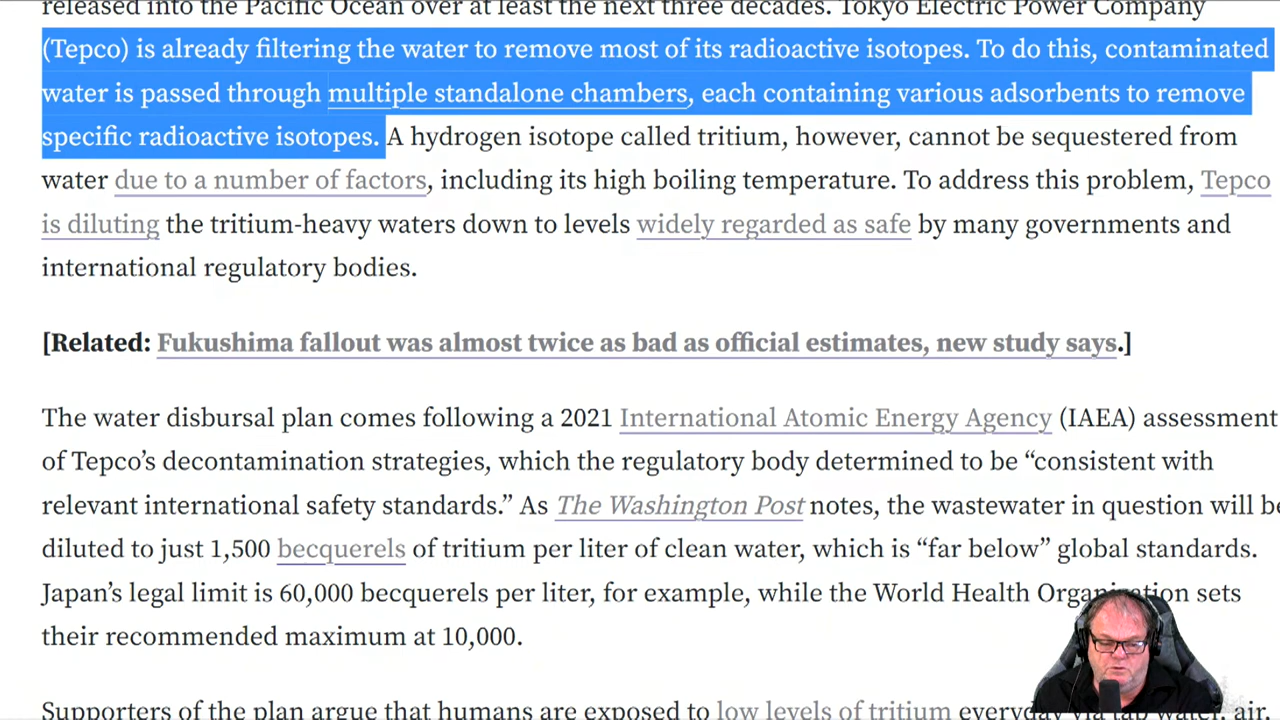 released into the Pacific Ocean over at least the next three decades. Tokyo Electric Power Company
(Tepco) is already filtering the water to remove most of its radioactive isotopes. To do this, contaminated
water is passed through multiple standalone chambers, each containing various adsorbents to remove
specific radioactive isotopes. A hydrogen isotope called tritium, however, cannot be sequestered from
water due to a number of factors, including its high boiling temperature. To address this problem, Tepco
is diluting the tritium-heavy waters down to levels widely regarded as safe by many governments and
international regulatory bodies.
[Related: Fukushima fallout was almost twice as bad as official estimates, new study says.]
The water disbursal plan comes following a 2021 International Atomic Energy Agency (IAEA) assessment
of Tepco’s decontamination strategies, which the regulatory body determined to be “consistent with
relevant international safety standards.” As The Washington Post notes, the wastewater in question will be
diluted to just 1,500 becquerels of tritium per liter of clean water, which is “far below” global standards.
Japan’s legal limit is 60,000 becquerels per liter, for example, while the World Health Organization sets
their recommended maximum at 10,000.
Supporters of the plan argue that humans are exposed to low levels of tritium everyday via tap water, air,